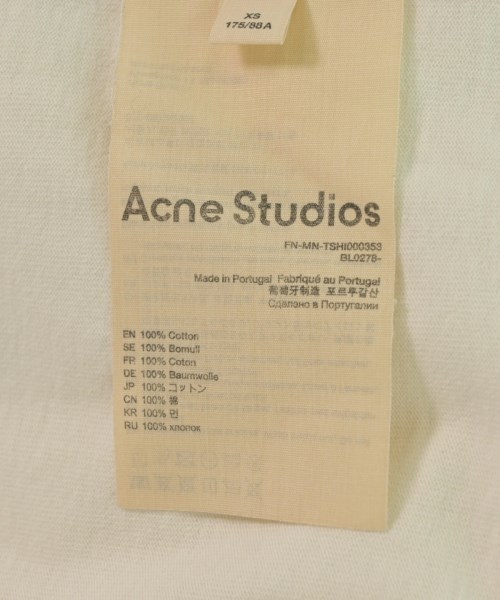 XS
175/88A
Acne Studios
FN-MN-TSHI000353
BL0278-
Made in Portugal Fabriqué au Portugal
葡萄牙制造 포르투갈산
Сделано в Португалии
EN 100% Cotton
SE 100% Bomull
FR 100% Coton
DE 100% Baumwolle
JP 100% コットン
CN 100% 棉
KR 100% 면
RU 100% хлопок